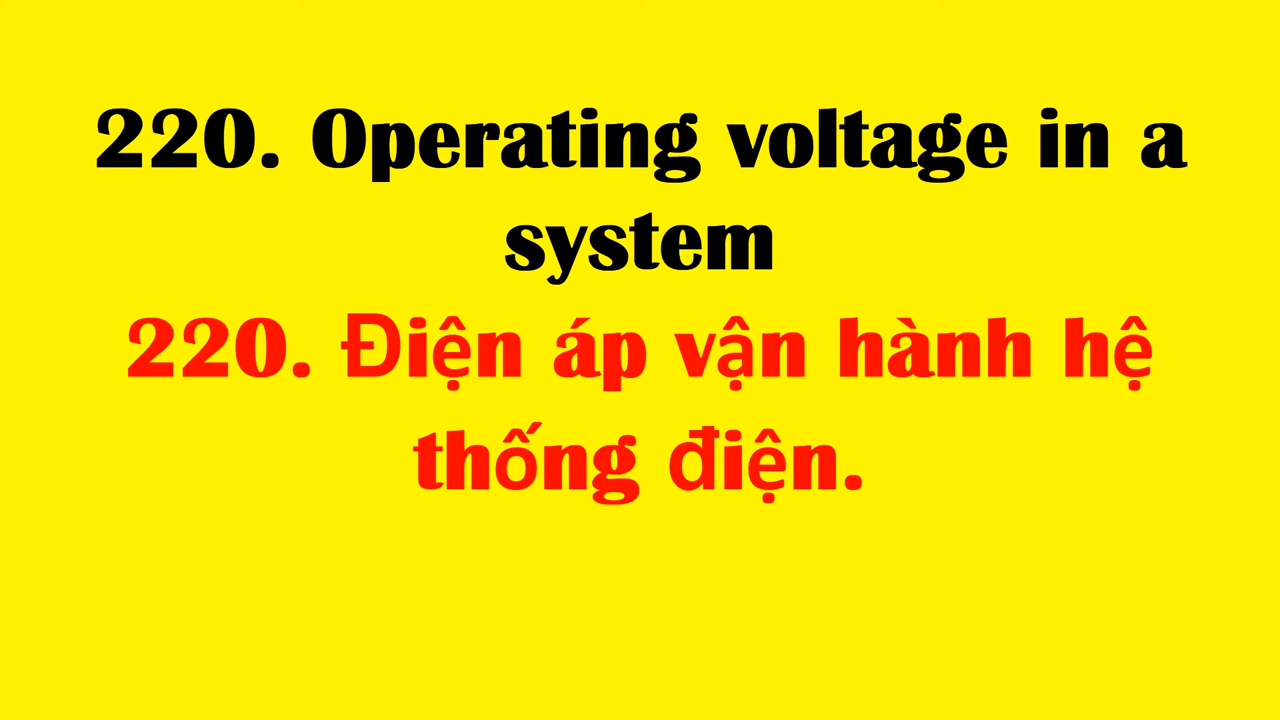 220. Operating voltage in a
system
220. Điện áp vận hành hệ
thống điện.